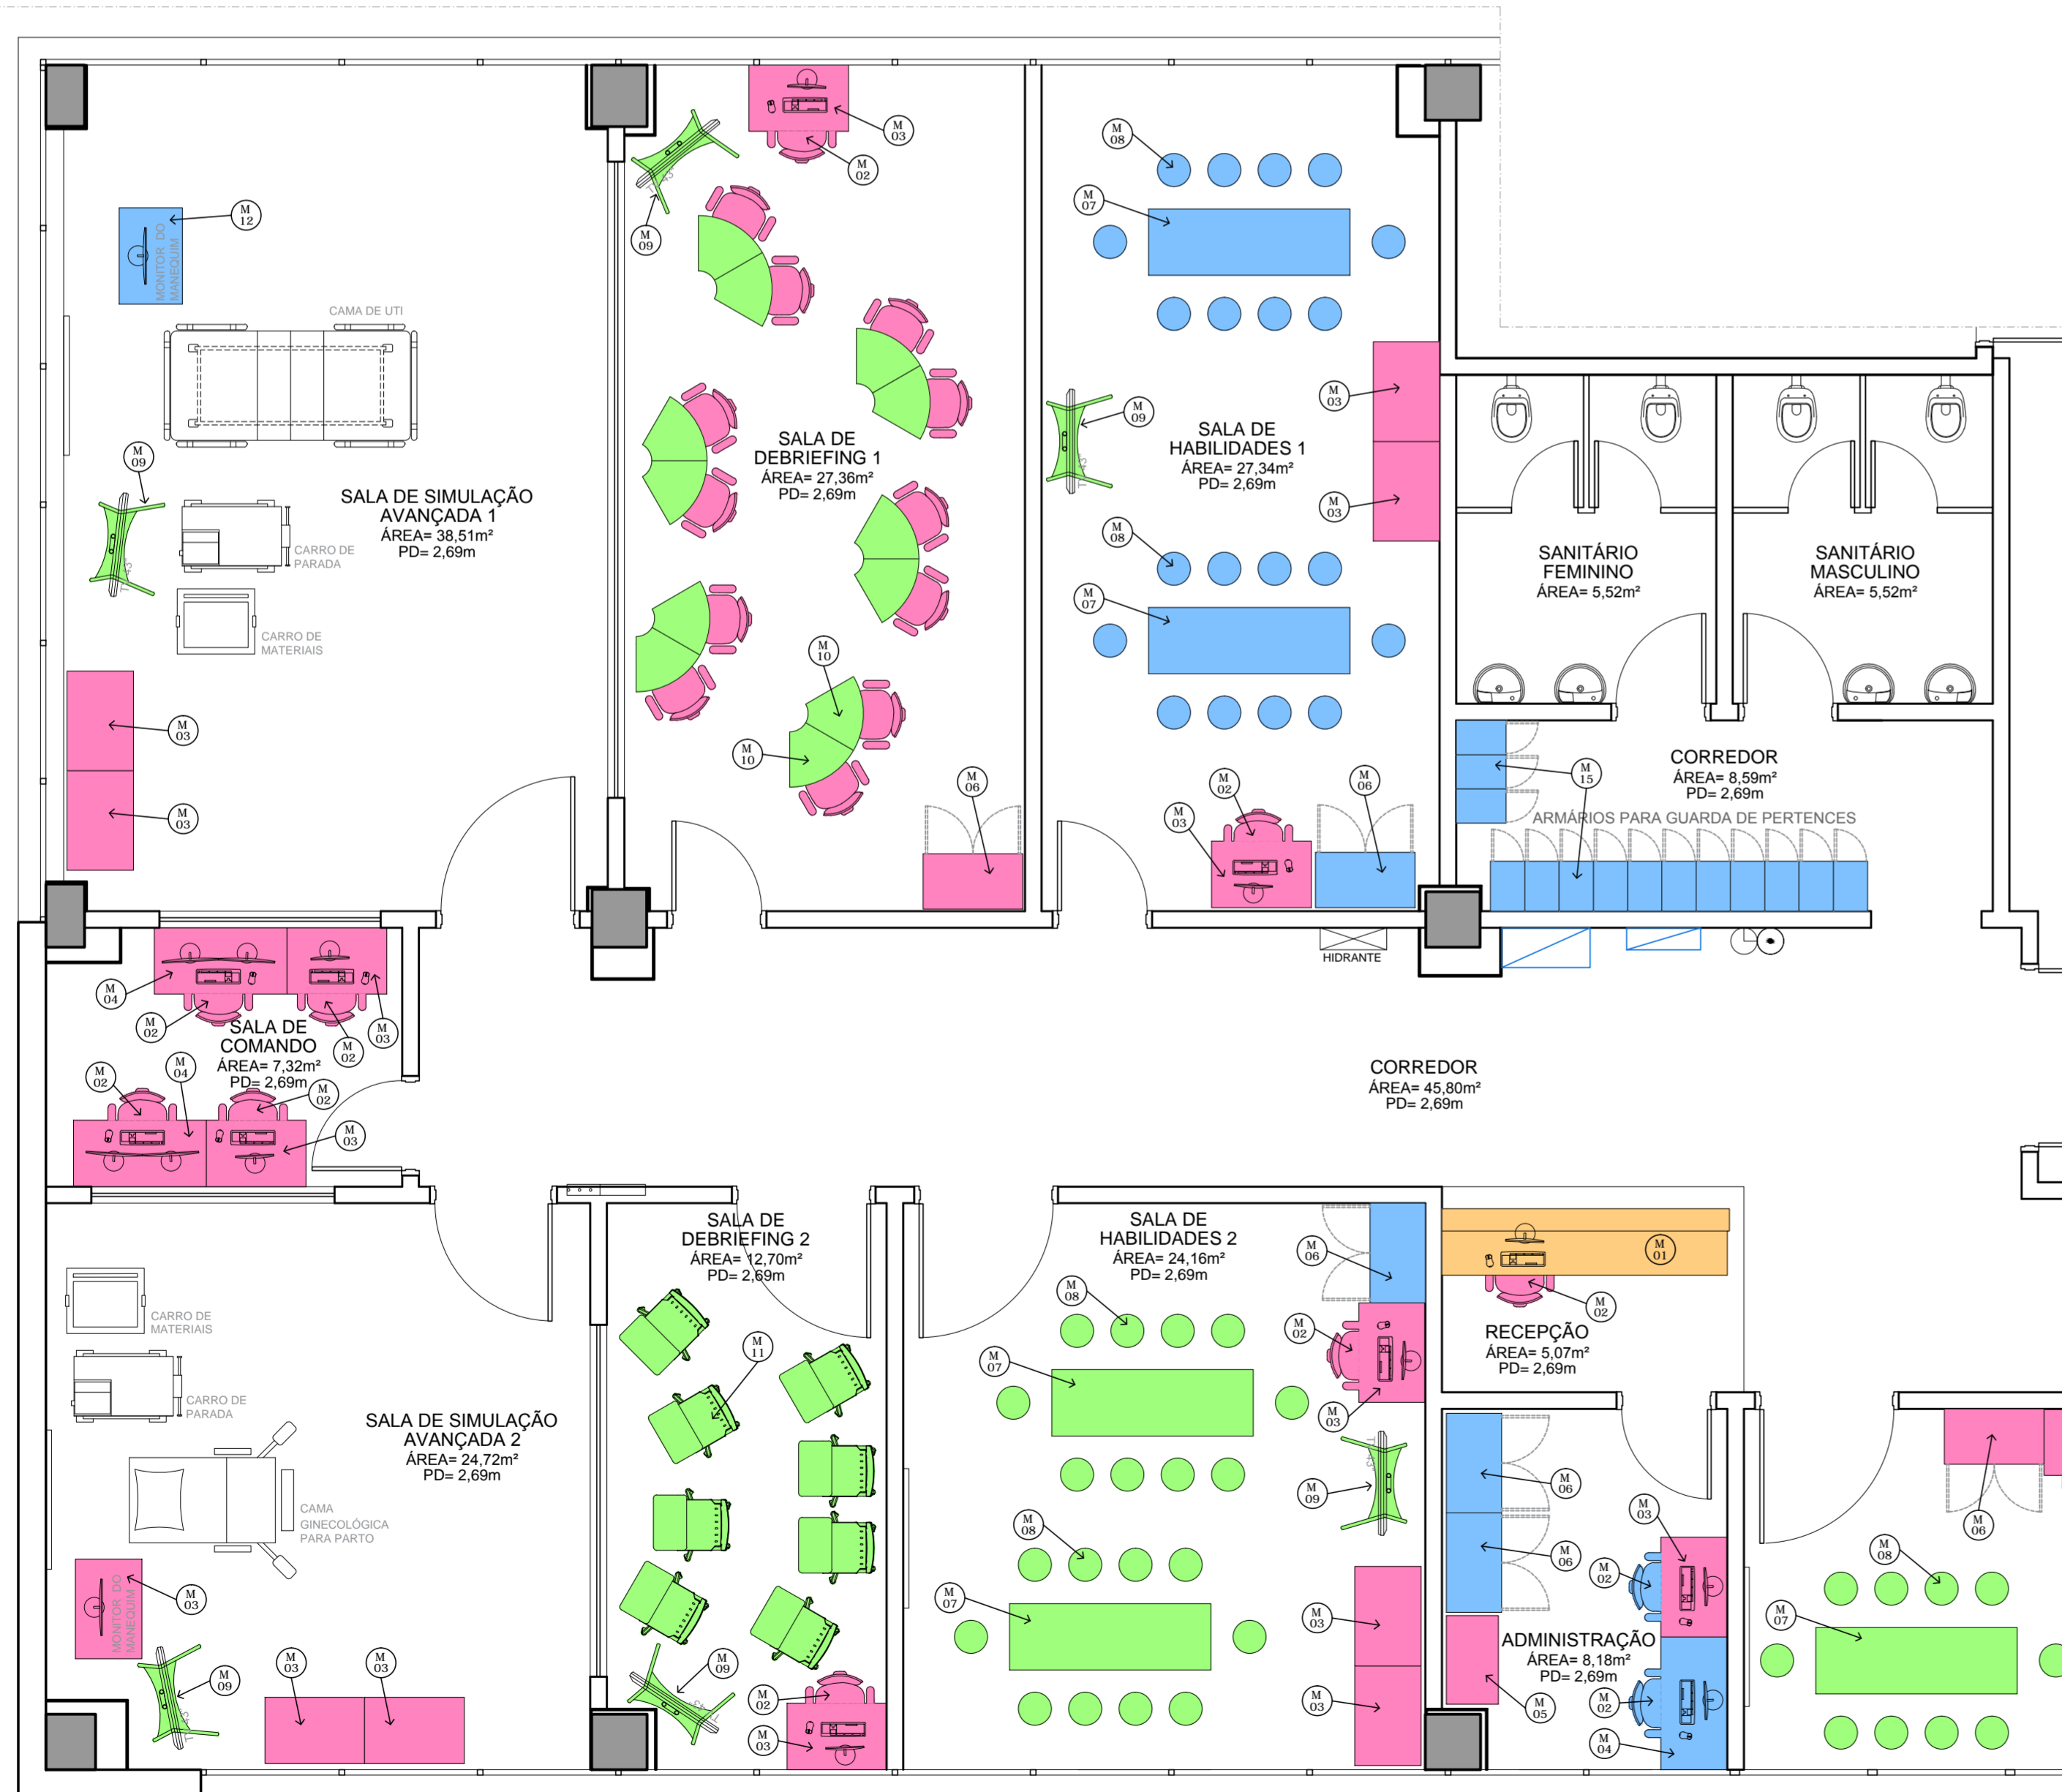 M
03
M
02
M
09
M
12
MONITOR DO
MANEQUIM
CAMA DE UTI
M
09
SALA DE SIMULAÇÃO
AVANÇADA 1
ÁREA= 38,51m²
PD= 2,69m
CARRO DE
PARADA
CARRO DE
MATERIAIS
M
03
M
03
SALA DE
DEBRIEFING 1
ÁREA= 27,36m²
PD= 2,69m
M
10
M
10
M
06
M
08
M
07
M
09
SALA DE
HABILIDADES 1
ÁREA= 27,34m²
PD= 2,69m
M
03
M
03
M
08
M
07
M
02
M
03
M
06
SANITÁRIO
FEMININO
ÁREA= 5,52m²
SANITÁRIO
MASCULINO
ÁREA= 5,52m²
M
15
CORREDOR
ÁREA= 8,59m²
PD= 2,69m
ARMÁRIOS PARA GUARDA DE PERTENCES
HIDRANTE
M
04
M
02
M
02
M
03
SALA DE
COMANDO
ÁREA= 7,32m²
PD= 2,69m
M
02
M
04
M
02
M
03
CORREDOR
ÁREA= 45,80m²
PD= 2,69m
CARRO DE
MATERIAIS
CARRO DE
PARADA
SALA DE SIMULAÇÃO
AVANÇADA 2
ÁREA= 24,72m²
PD= 2,69m
CAMA
GINECOLÓGICA
PARA PARTO
MONITOR DO
MANEQUIM
M
03
M
09
M
03
M
03
SALA DE
DEBRIEFING 2
ÁREA= 12,70m²
PD= 2,69m
M
11
M
09
M
02
M
03
SALA DE
HABILIDADES 2
ÁREA= 24,16m²
PD= 2,69m
M
06
M
08
M
02
M
07
M
03
M
09
M
08
M
07
M
03
M
03
M
01
M
02
RECEPÇÃO
ÁREA= 5,07m²
PD= 2,69m
M
06
M
06
M
03
M
02
ADMINISTRAÇÃO
ÁREA= 8,18m²
PD= 2,69m
M
05
M
02
M
04
M
06
M
08
M
07